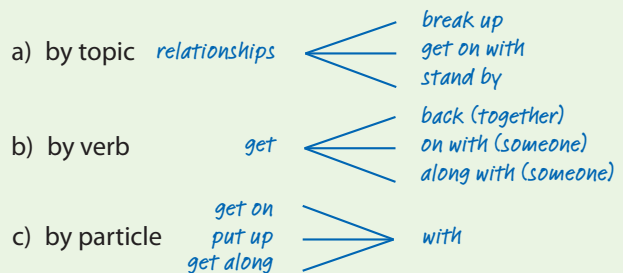 break up
a) by topic relationships get on with
stand by
back (together)
b) by verb get on with (someone)
along with (someone)
get on
c) by particle put up with
get along